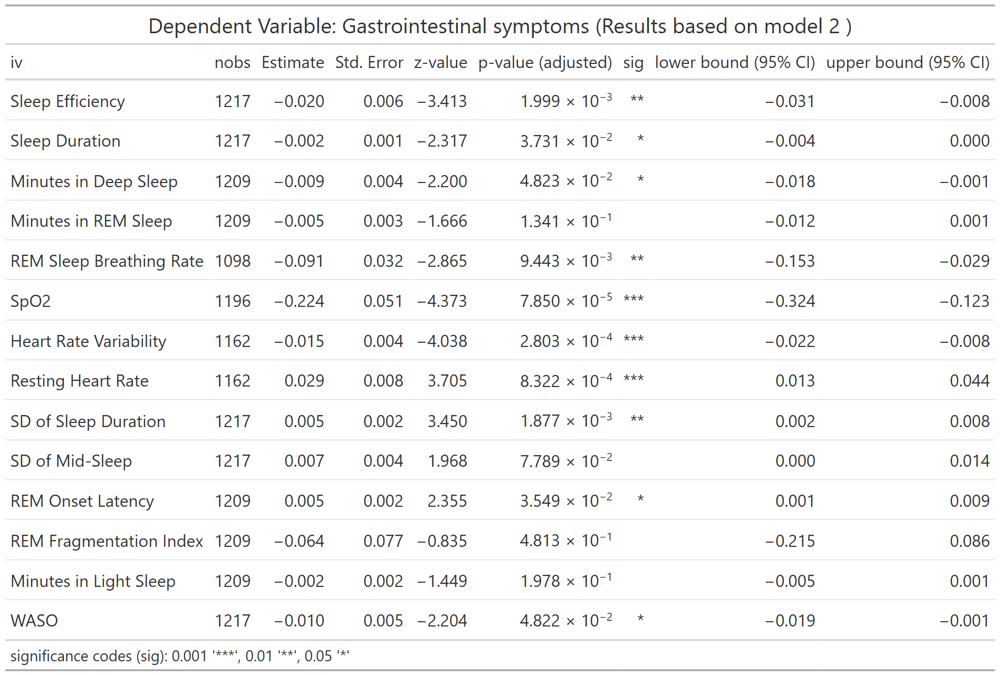 Dependent Variable: Gastrointestinal symptoms (Results based on model 2 )
iv nobs Estimate Std. Error z-value p-value (adjusted) sig lower bound (95% CI) upper bound (95% CI)
Sleep Efficiency 1217 −0.020 0.006 −3.413 1.999 × 10⁻³ ** −0.031 −0.008
Sleep Duration 1217 −0.002 0.001 −2.317 3.731 × 10⁻² * −0.004 0.000
Minutes in Deep Sleep 1209 −0.009 0.004 −2.200 4.823 × 10⁻² * −0.018 −0.001
Minutes in REM Sleep 1209 −0.005 0.003 −1.666 1.341 × 10⁻¹ −0.012 0.001
REM Sleep Breathing Rate 1098 −0.091 0.032 −2.865 9.443 × 10⁻³ ** −0.153 −0.029
SpO2 1196 −0.224 0.051 −4.373 7.850 × 10⁻⁵ *** −0.324 −0.123
Heart Rate Variability 1162 −0.015 0.004 −4.038 2.803 × 10⁻⁴ *** −0.022 −0.008
Resting Heart Rate 1162 0.029 0.008 3.705 8.322 × 10⁻⁴ *** 0.013 0.044
SD of Sleep Duration 1217 0.005 0.002 3.450 1.877 × 10⁻³ ** 0.002 0.008
SD of Mid-Sleep 1217 0.007 0.004 1.968 7.789 × 10⁻² 0.000 0.014
REM Onset Latency 1209 0.005 0.002 2.355 3.549 × 10⁻² * 0.001 0.009
REM Fragmentation Index 1209 −0.064 0.077 −0.835 4.813 × 10⁻¹ −0.215 0.086
Minutes in Light Sleep 1209 −0.002 0.002 −1.449 1.978 × 10⁻¹ −0.005 0.001
WASO 1217 −0.010 0.005 −2.204 4.822 × 10⁻² * −0.019 −0.001
significance codes (sig): 0.001 '***', 0.01 '**', 0.05 '*'